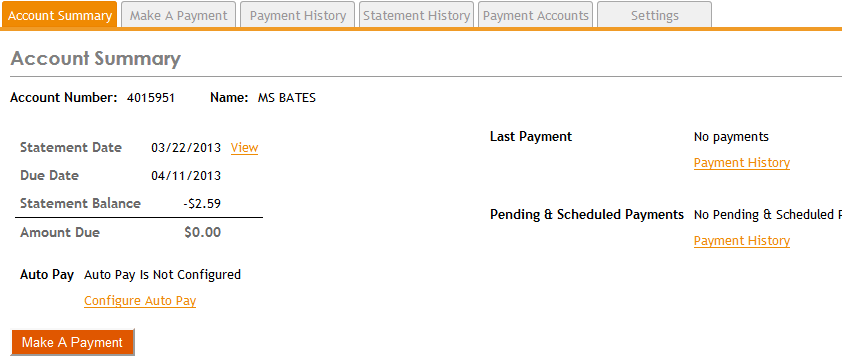 Account Summary Make A Payment Payment History Statement History Payment Accounts Settings
Account Summary
Account Number: 4015951 Name: MS BATES
Statement Date 03/22/2013 View
Due Date 04/11/2013
Statement Balance -$2.59
Amount Due $0.00
Auto Pay Auto Pay Is Not Configured
Configure Auto Pay
Make A Payment
Last Payment No payments
Payment History
Pending & Scheduled Payments No Pending & Scheduled
Payment History